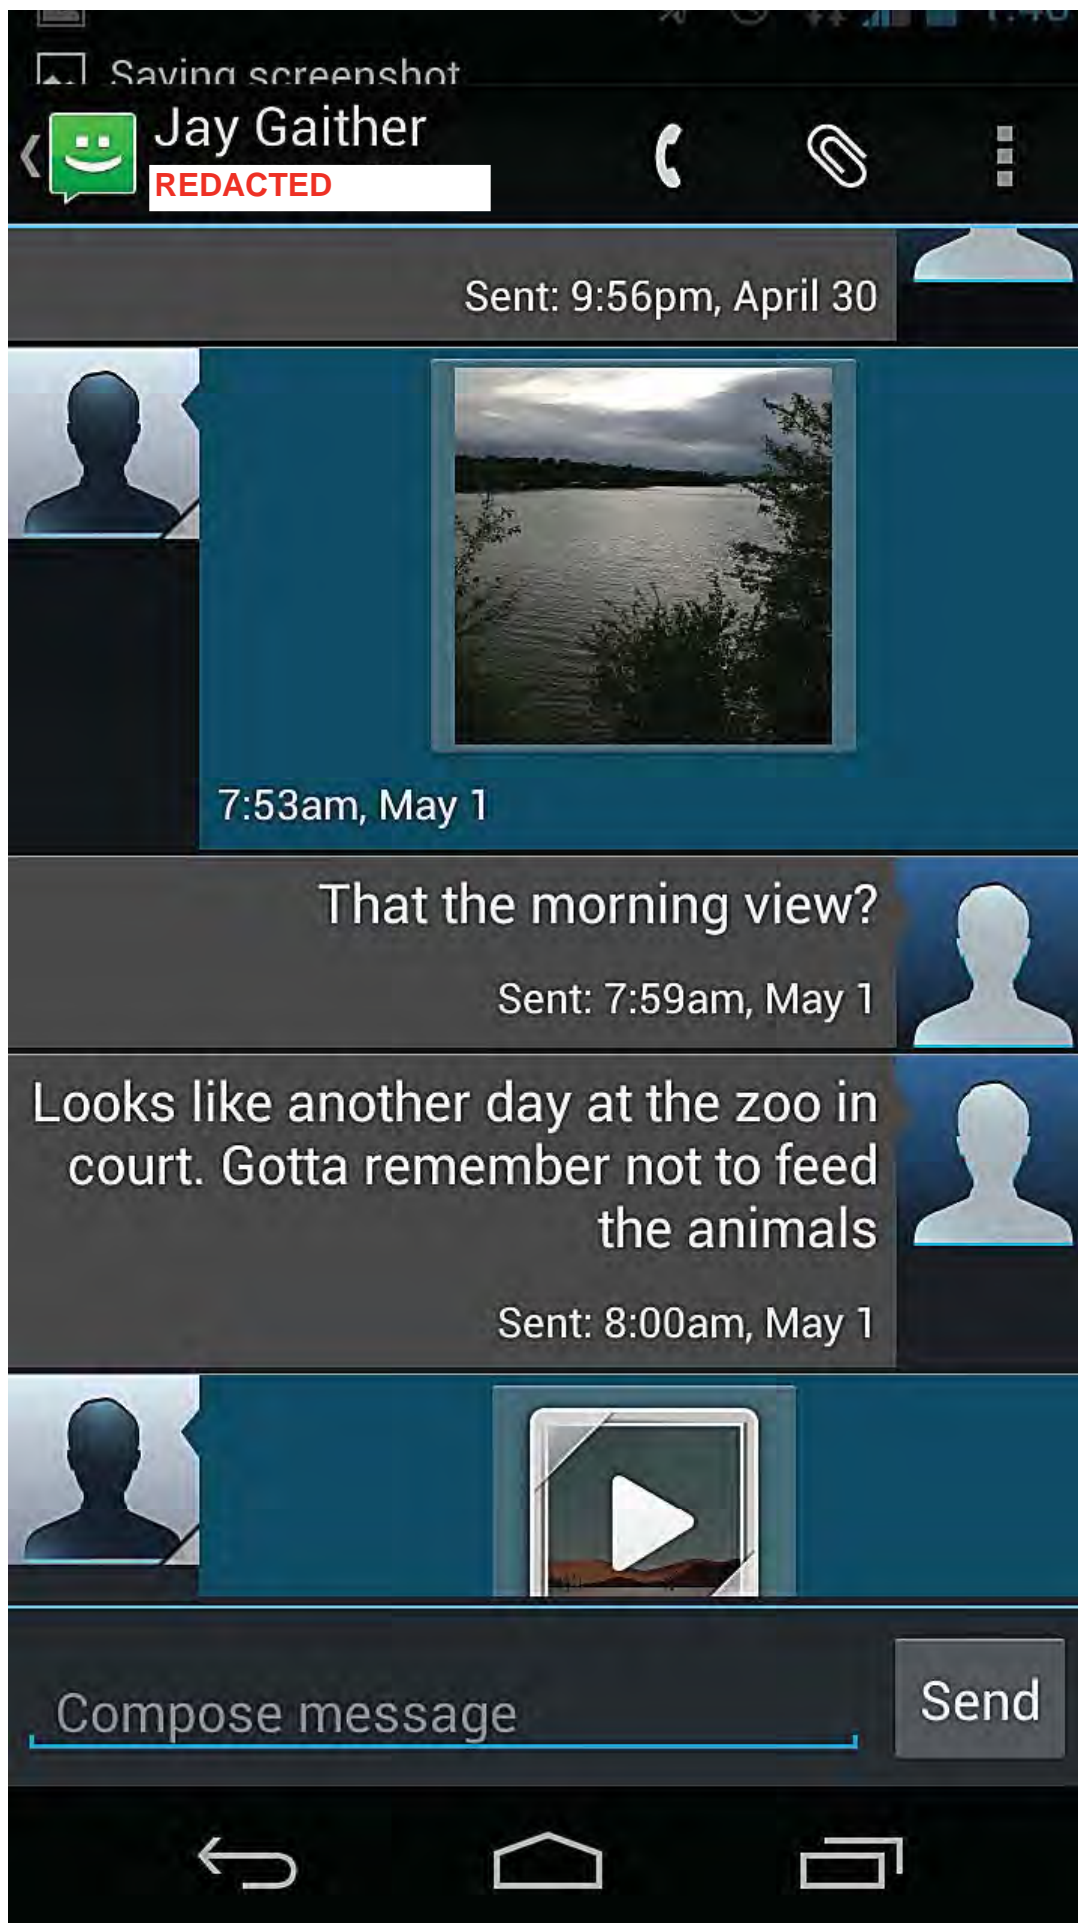 Saving screenshot
Jay Gaither
REDACTED
Sent: 9:56pm, April 30
7:53am, May 1
That the morning view?
Sent: 7:59am, May 1
Looks like another day at the zoo in
court. Gotta remember not to feed
the animals
Sent: 8:00am, May 1
Compose message
Send